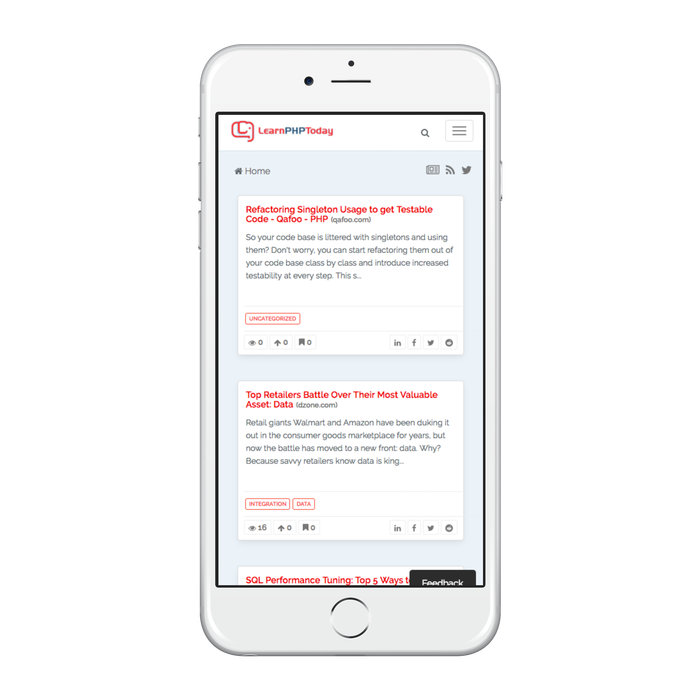 LearnPHPToday
Home
Refactoring Singleton Usage to get Testable
Code - Qafoo - PHP (qafoo.com)
So your code base is littered with singletons and using
them? Don't worry, you can start refactoring them out of
your code base class by class and introduce increased
testability at every step. This s...
UNCATEGORIZED
0 0 0
Top Retailers Battle Over Their Most Valuable
Asset: Data (dzone.com)
Retail giants Walmart and Amazon have been duking it
out in the consumer goods marketplace for years, but
now the battle has moved to a new front: data. Why?
Because savvy retailers know data is king...
INTEGRATION DATA
16 0 0
SQL Performance Tuning: Top 5 Ways to
Feedback